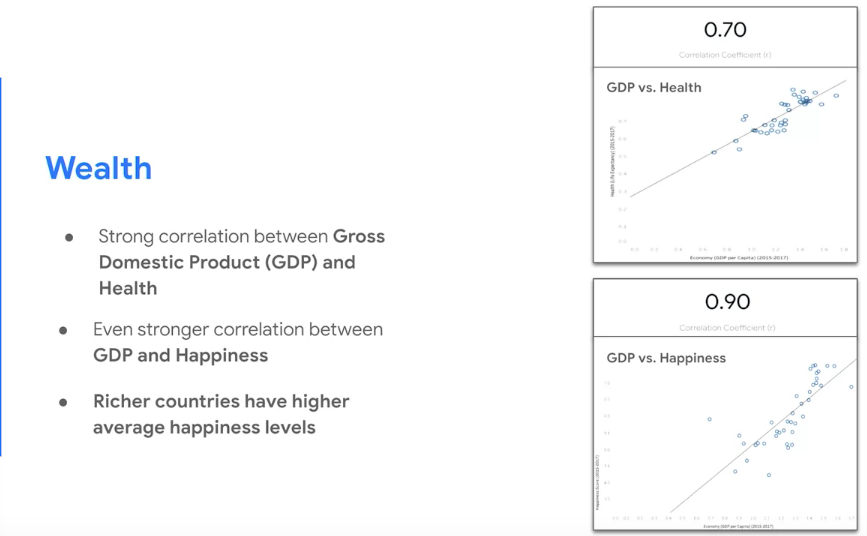 Wealth
● Strong correlation between Gross
Domestic Product (GDP) and
Health
● Even stronger correlation between
GDP and Happiness
● Richer countries have higher
average happiness levels
0.70
Correlation Coefficient (r)
GDP vs. Health
Health (Life Expectancy) (2015-2017)
Economy (GDP per Capita) (2015-2017)
0.90
Correlation Coefficient (r)
GDP vs. Happiness
Happiness Score (2015-2017)
Economy (GDP per Capita) (2015-2017)